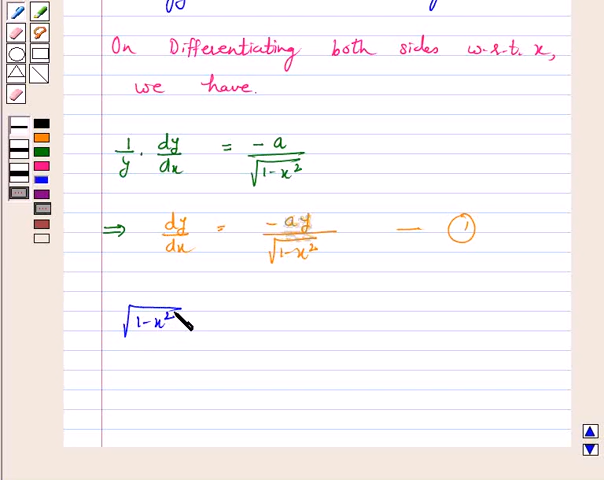 On Differentiating both sides w.r.t. x,
we have.
1/y . dy/dx = -a/√(1-x²)
⇒ dy/dx = -ay/√(1-x²) — ①
√(1-x²)